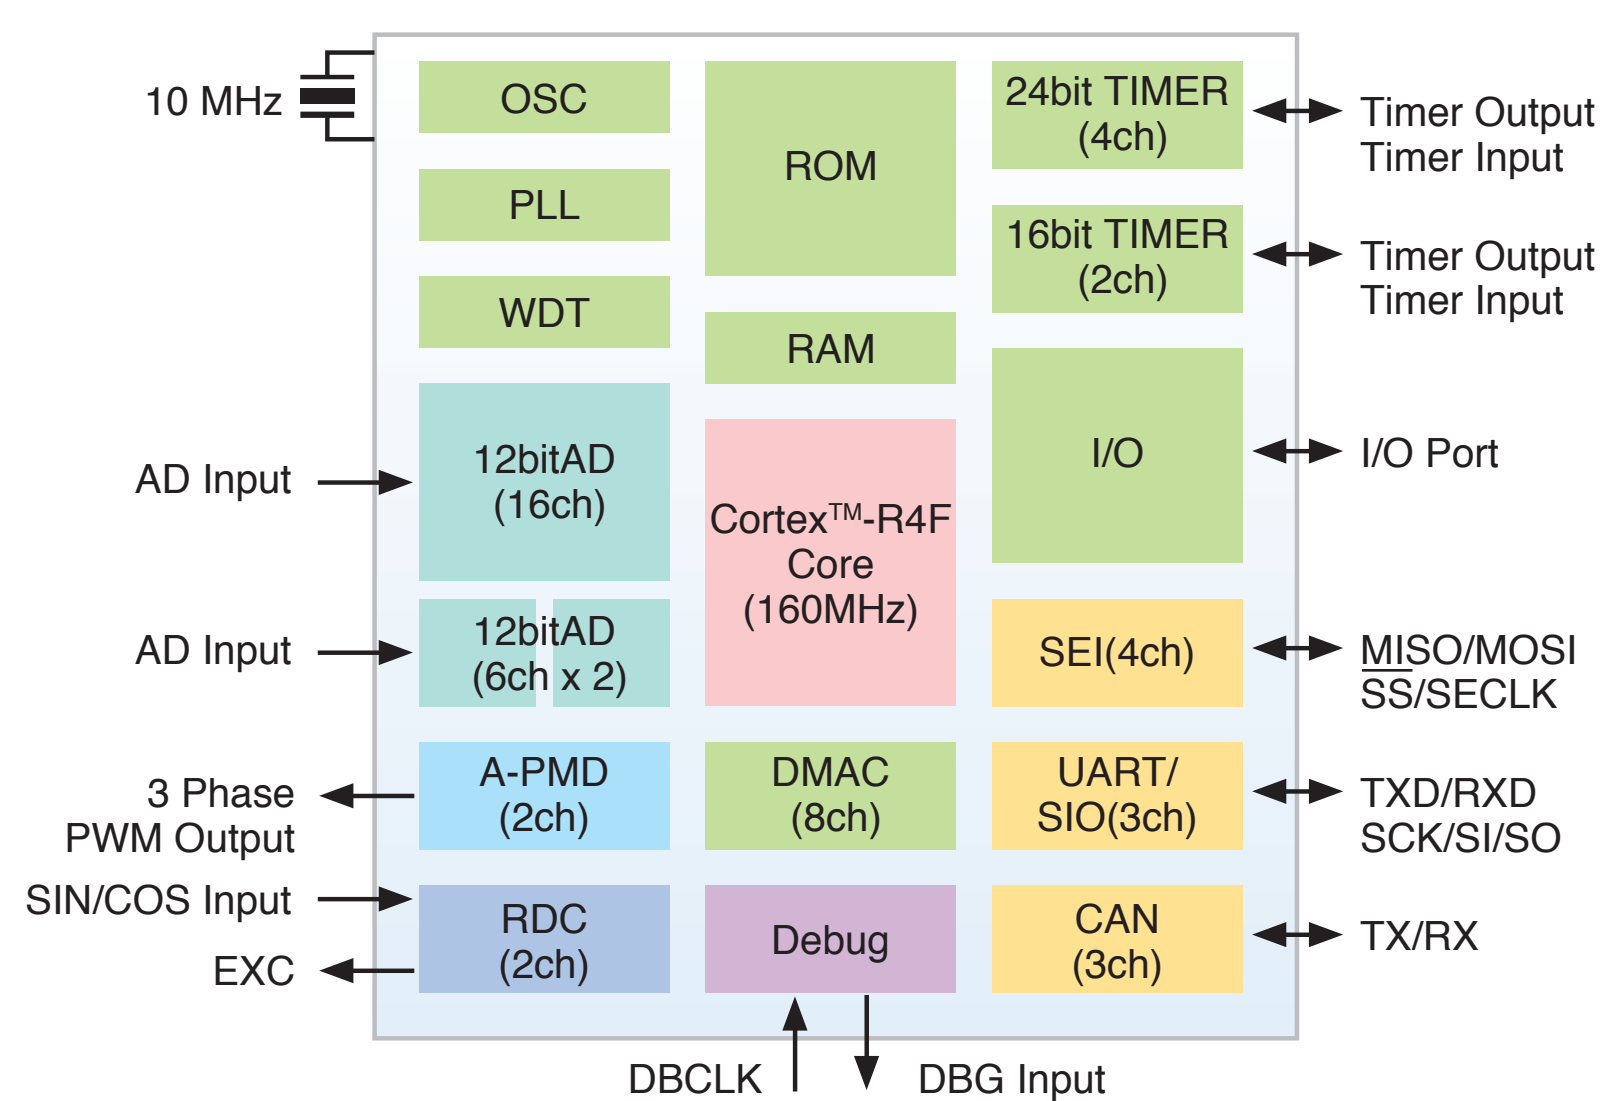 10 MHz
OSC
PLL
WDT
AD Input
12bitAD
(16ch)
AD Input
12bitAD
(6ch x 2)
3 Phase
PWM Output
A-PMD
(2ch)
SIN/COS Input
EXC
RDC
(2ch)
ROM
RAM
Cortex™-R4F
Core
(160MHz)
DMAC
(8ch)
Debug
DBCLK
DBG Input
24bit TIMER
(4ch)
Timer Output
Timer Input
16bit TIMER
(2ch)
Timer Output
Timer Input
I/O
I/O Port
SEI(4ch)
MISO/MOSI
SS/SECLK
UART/
SIO(3ch)
TXD/RXD
SCK/SI/SO
CAN
(3ch)
TX/RX